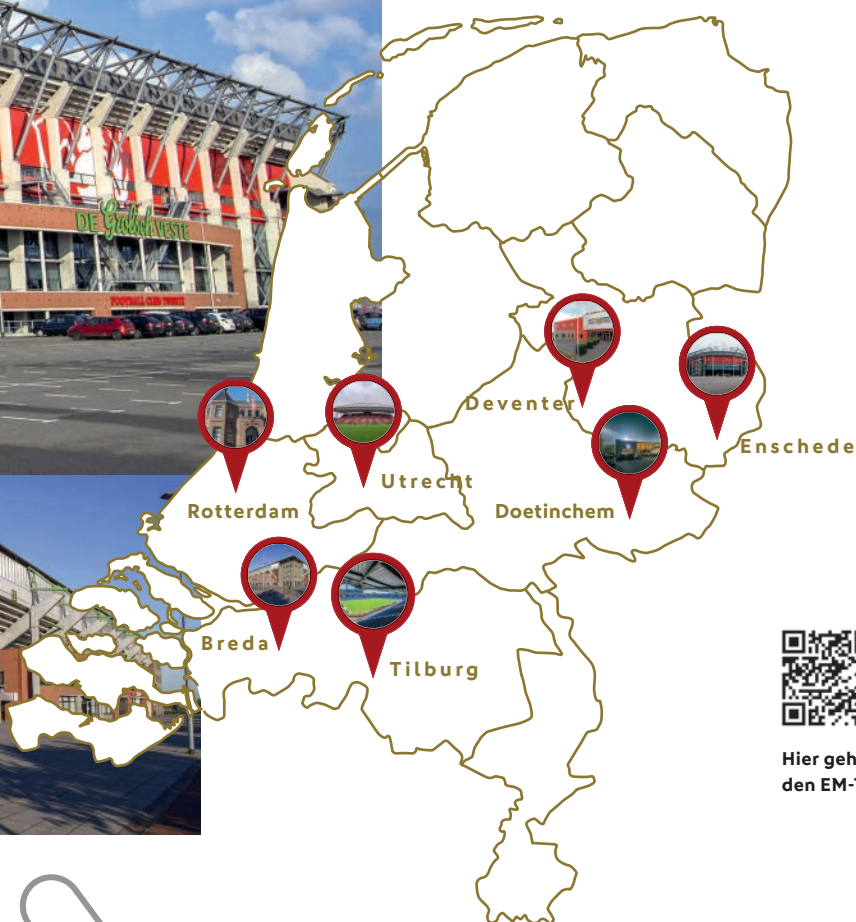 DE Grolsch VESTE
FOOTBALL CLUB TWENTE
Deventer
Enschede
Utrecht
Rotterdam
Doetinchem
Breda
Tilburg
Hier geh
den EM-